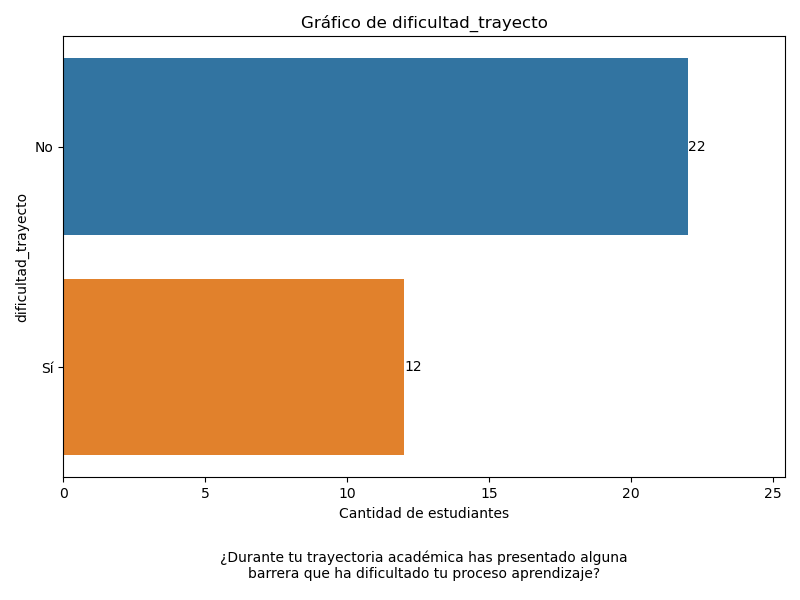 Gráfico de dificultad_trayecto
dificultad_trayecto
No
22
Sí
12
0 5 10 15 20 25
Cantidad de estudiantes
¿Durante tu trayectoria académica has presentado alguna
barrera que ha dificultado tu proceso aprendizaje?